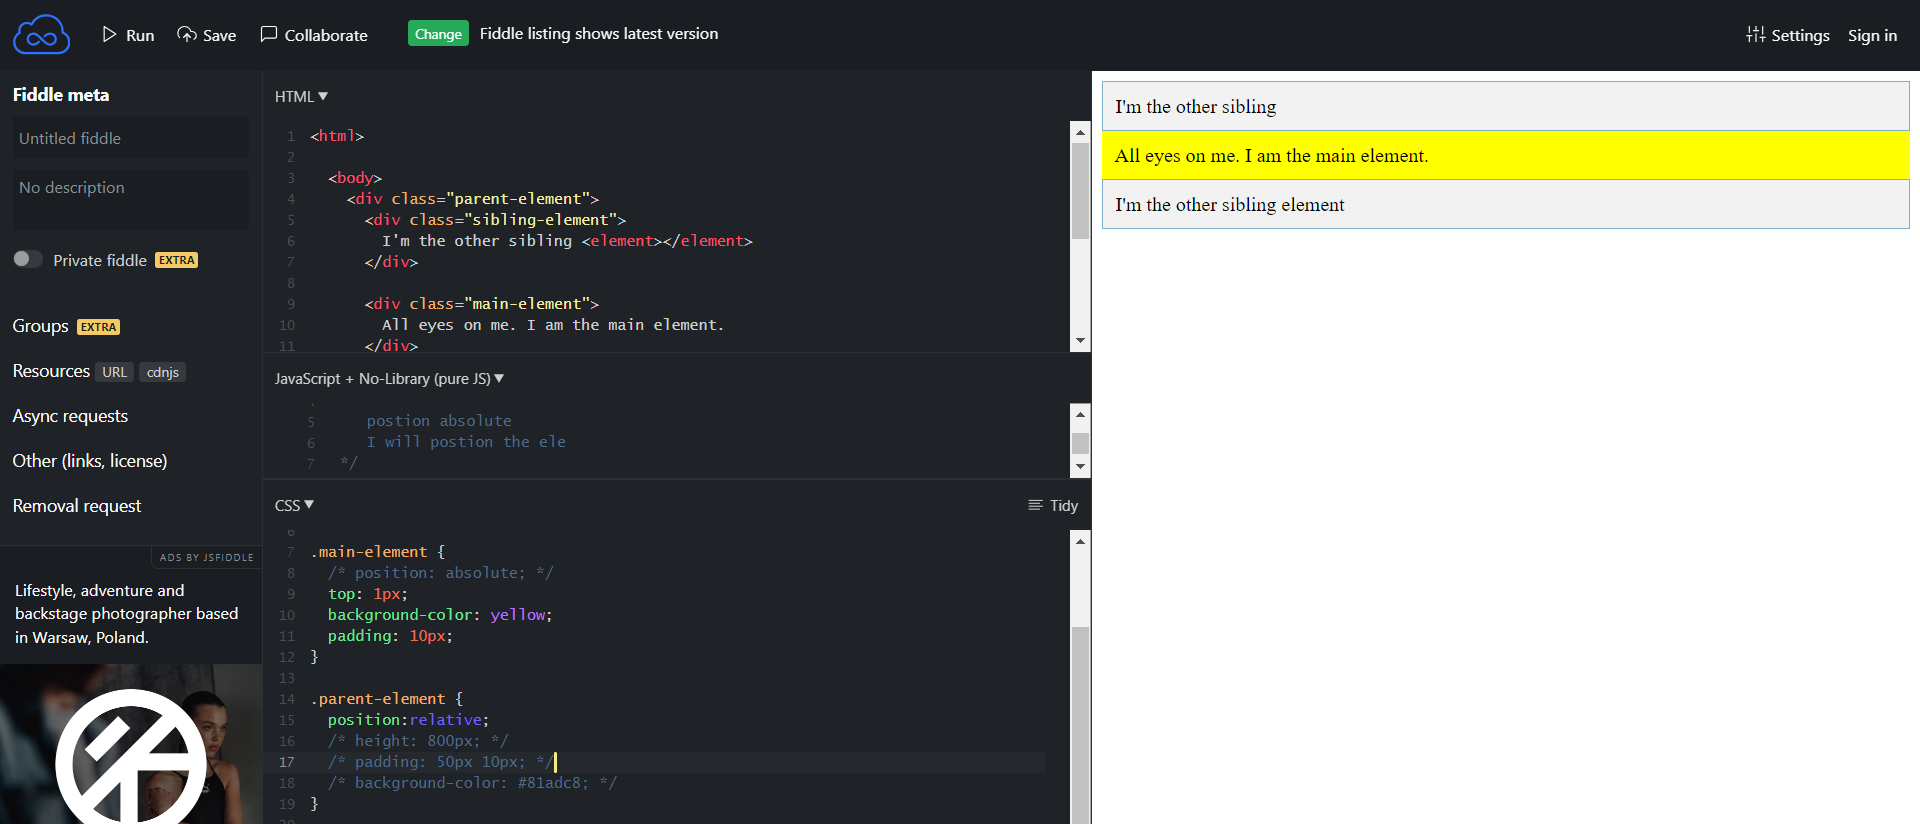 Run Save Collaborate Change Fiddle listing shows latest version Settings Sign in
Fiddle meta
Untitled fiddle
No description
Private fiddle EXTRA
Groups EXTRA
Resources URL cdnjs
Async requests
Other (links, license)
Removal request
ADS BY JSFIDDLE
Lifestyle, adventure and
backstage photographer based
in Warsaw, Poland.
HTML
1 <html>
2
3 <body>
4 <div class="parent-element">
5 <div class="sibling-element">
6 I'm the other sibling <element></element>
7 </div>
8
9 <div class="main-element">
10 All eyes on me. I am the main element.
11 </div>
JavaScript + No-Library (pure JS)
5 postion absolute
6 I will postion the ele
7 */
CSS Tidy
6
7 .main-element {
8 /* position: absolute; */
9 top: 1px;
10 background-color: yellow;
11 padding: 10px;
12 }
13
14 .parent-element {
15 position:relative;
16 /* height: 800px; */
17 /* padding: 50px 10px; */
18 /* background-color: #81adc8; */
19 }
20
I'm the other sibling
All eyes on me. I am the main element.
I'm the other sibling element